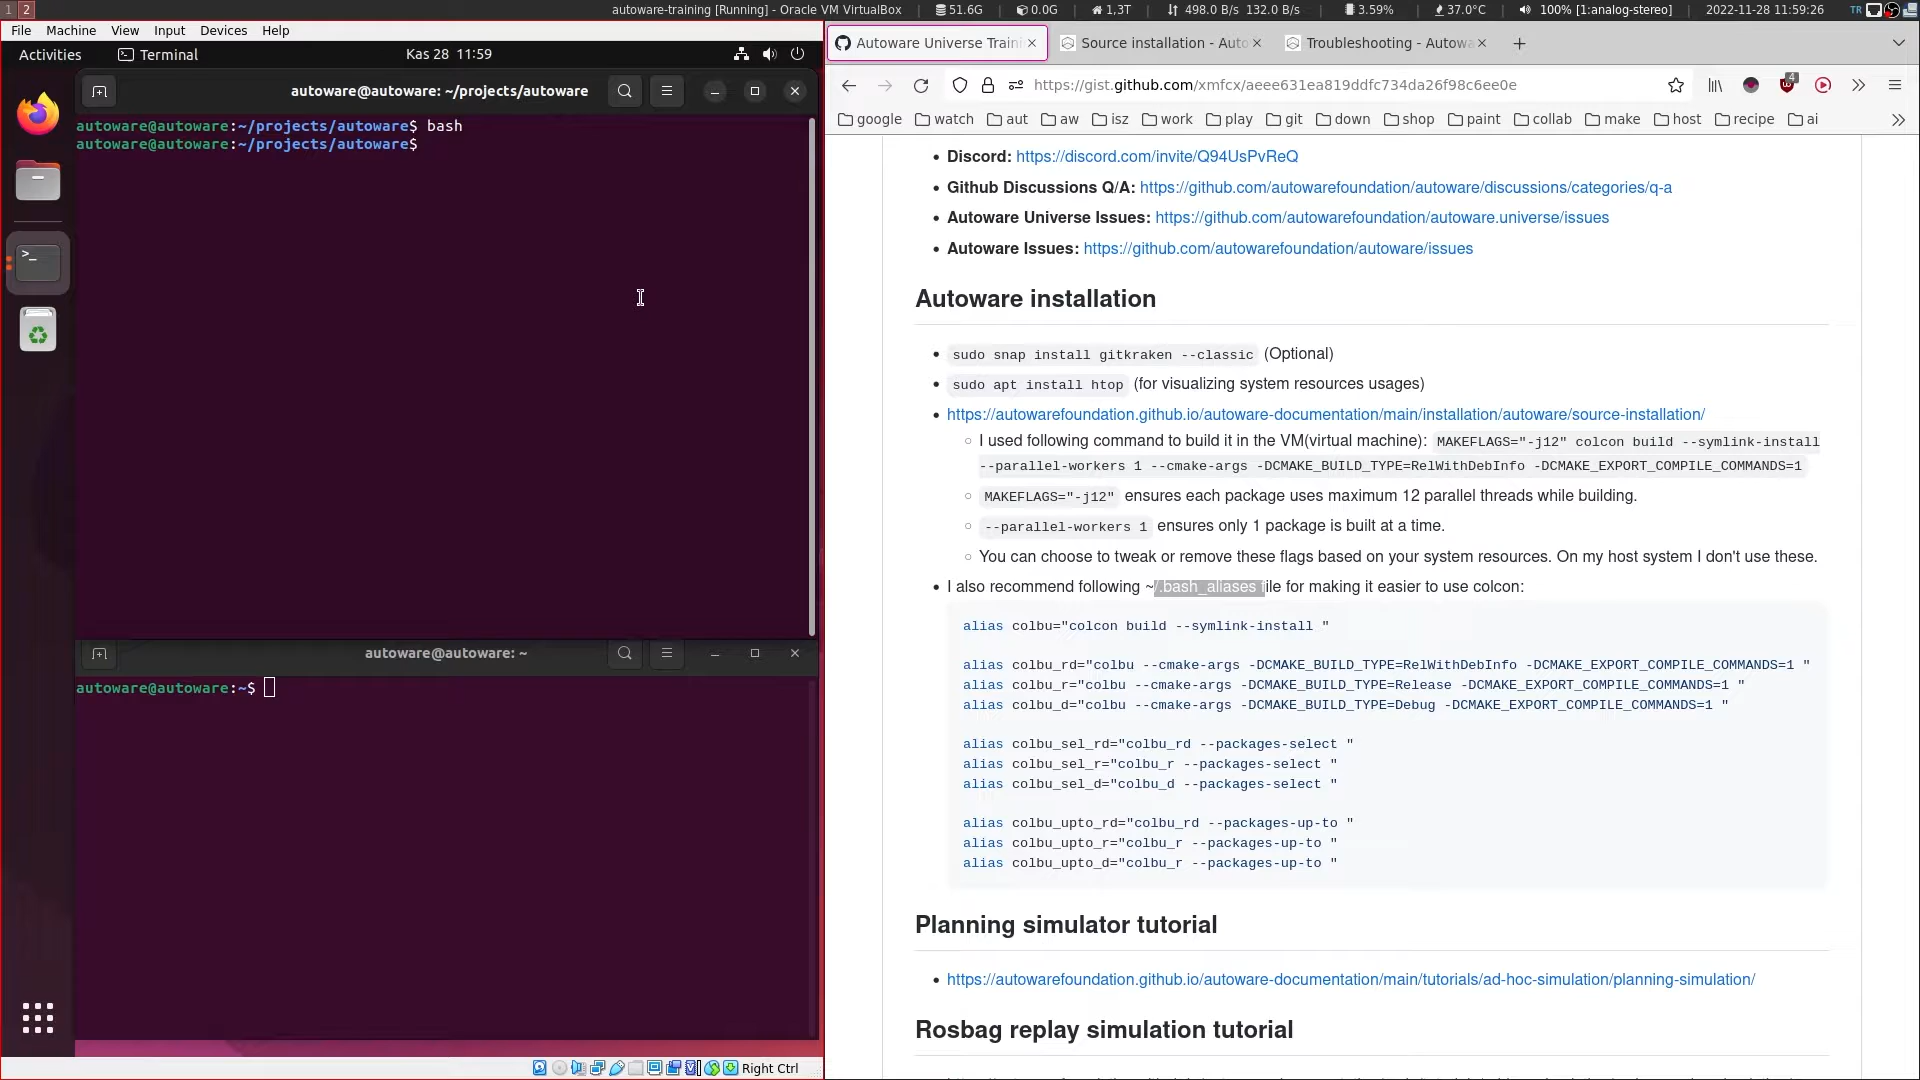 1 2 autoware-training [Running] - Oracle VM VirtualBox 51.6G 0.0G 1,3T 498.0 B/s 132.0 B/s 3.59% 37.0°C 100% [1:analog-stereo] 2022-11-28 11:59:26 TR
File Machine View Input Devices Help
Activities Terminal Kas 28 11:59
autoware@autoware: ~/projects/autoware
autoware@autoware:~/projects/autoware$ bash
autoware@autoware:~/projects/autoware$
autoware@autoware: ~
autoware@autoware:~$
Right Ctrl
Autoware Universe Traini Source installation - Auto Troubleshooting - Autowa
https://gist.github.com/xmfcx/aeee631ea819ddfc734da26f98c6ee0e 4
google watch aut aw isz work play git down shop paint collab make host recipe ai
Discord: https://discord.com/invite/Q94UsPvReQ
Github Discussions Q/A: https://github.com/autowarefoundation/autoware/discussions/categories/q-a
Autoware Universe Issues: https://github.com/autowarefoundation/autoware.universe/issues
Autoware Issues: https://github.com/autowarefoundation/autoware/issues
Autoware installation
sudo snap install gitkraken --classic (Optional)
sudo apt install htop (for visualizing system resources usages)
https://autowarefoundation.github.io/autoware-documentation/main/installation/autoware/source-installation/
I used following command to build it in the VM(virtual machine): MAKEFLAGS="-j12" colcon build --symlink-install
--parallel-workers 1 --cmake-args -DCMAKE_BUILD_TYPE=RelWithDebInfo -DCMAKE_EXPORT_COMPILE_COMMANDS=1
MAKEFLAGS="-j12" ensures each package uses maximum 12 parallel threads while building.
--parallel-workers 1 ensures only 1 package is built at a time.
You can choose to tweak or remove these flags based on your system resources. On my host system I don't use these.
I also recommend following ~/.bash_aliases file for making it easier to use colcon:
alias colbu="colcon build --symlink-install "
alias colbu_rd="colbu --cmake-args -DCMAKE_BUILD_TYPE=RelWithDebInfo -DCMAKE_EXPORT_COMPILE_COMMANDS=1 "
alias colbu_r="colbu --cmake-args -DCMAKE_BUILD_TYPE=Release -DCMAKE_EXPORT_COMPILE_COMMANDS=1 "
alias colbu_d="colbu --cmake-args -DCMAKE_BUILD_TYPE=Debug -DCMAKE_EXPORT_COMPILE_COMMANDS=1 "
alias colbu_sel_rd="colbu_rd --packages-select "
alias colbu_sel_r="colbu_r --packages-select "
alias colbu_sel_d="colbu_d --packages-select "
alias colbu_upto_rd="colbu_rd --packages-up-to "
alias colbu_upto_r="colbu_r --packages-up-to "
alias colbu_upto_d="colbu_r --packages-up-to "
Planning simulator tutorial
https://autowarefoundation.github.io/autoware-documentation/main/tutorials/ad-hoc-simulation/planning-simulation/
Rosbag replay simulation tutorial